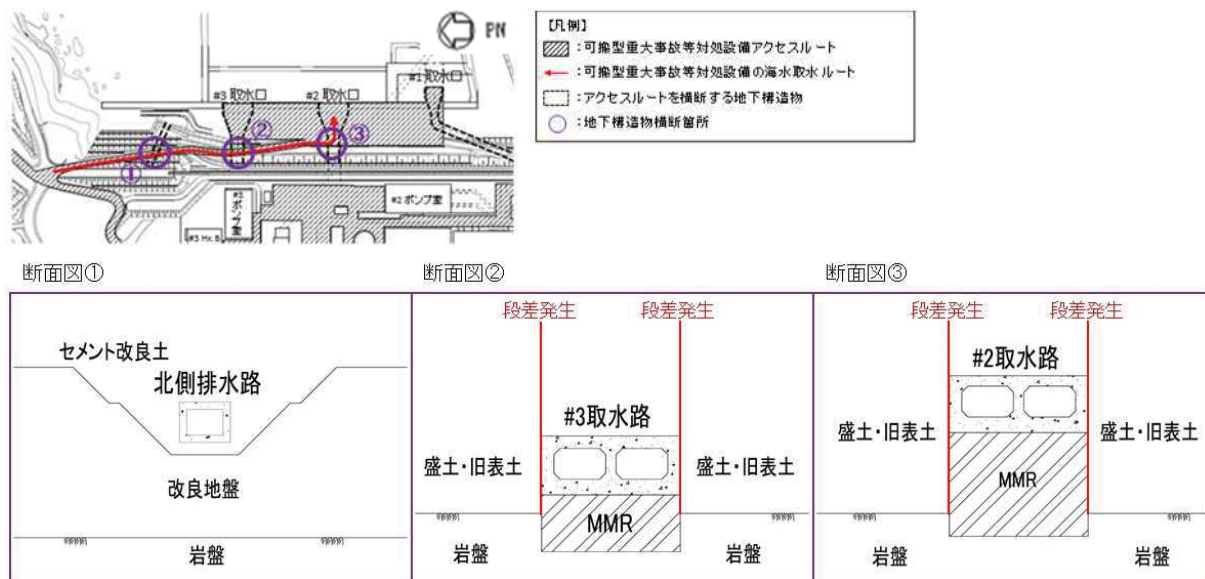 PN
【凡例】
：可搬型重大事故等対処設備アクセスルート
：可搬型重大事故等対処設備の海水取水ルート
：アクセスルートを横断する地下構造物
：地下構造物横断箇所
#1取水口
#3取水口
#2取水口
①
②
③
#3
ポンプ室
#2ポンプ室
#3 Hx.B
断面図①
断面図②
断面図③
セメント改良土
北側排水路
改良地盤
岩盤
段差発生
段差発生
#3取水路
盛土・旧表土
盛土・旧表土
MMR
岩盤
岩盤
段差発生
段差発生
#2取水路
盛土・旧表土
盛土・旧表土
MMR
岩盤
岩盤